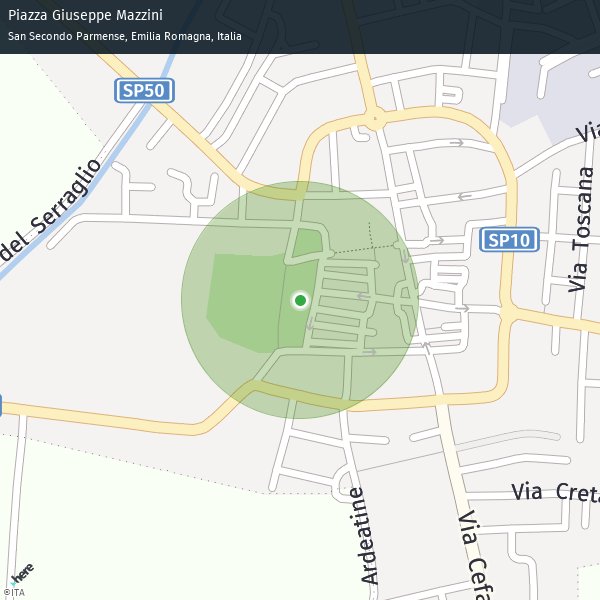 Piazza Giuseppe Mazzini
San Secondo Parmense, Emilia Romagna, Italia
SP50
Via
del Serraglio
Via Toscana
SP10
Via Creta
Ardeatine
Via Cefa
here
©ITA